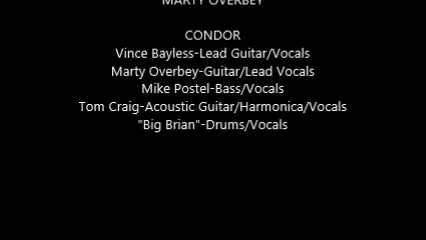 MARTY OVERBEY
CONDOR
Vince Bayless-Lead Guitar/Vocals
Marty Overbey-Guitar/Lead Vocals
Mike Postel-Bass/Vocals
Tom Craig-Acoustic Guitar/Harmonica/Vocals
"Big Brian"-Drums/Vocals